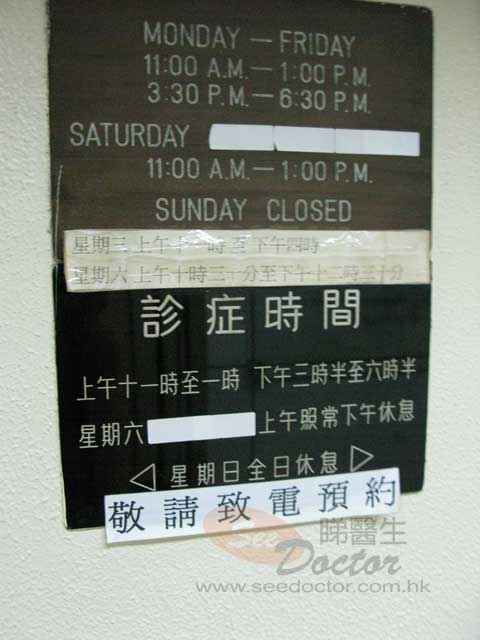 MONDAY — FRIDAY
11:00 A.M.— 1:00 P.M.
3:30 P.M.— 6:30 P.M.
SATURDAY
11:00 A.M.— 1:00 P.M.
SUNDAY CLOSED
星期三 上午十一時 至 下午四時
星期六 上午十時三十分至下午十二時三十分
診症時間
上午十一時至一時 下午三時半至六時半
星期六 上午照常下午休息
◁ 星期日全日休息 ▷
敬請致電預約
See Doctor 睇醫生
www.seedoctor.com.hk